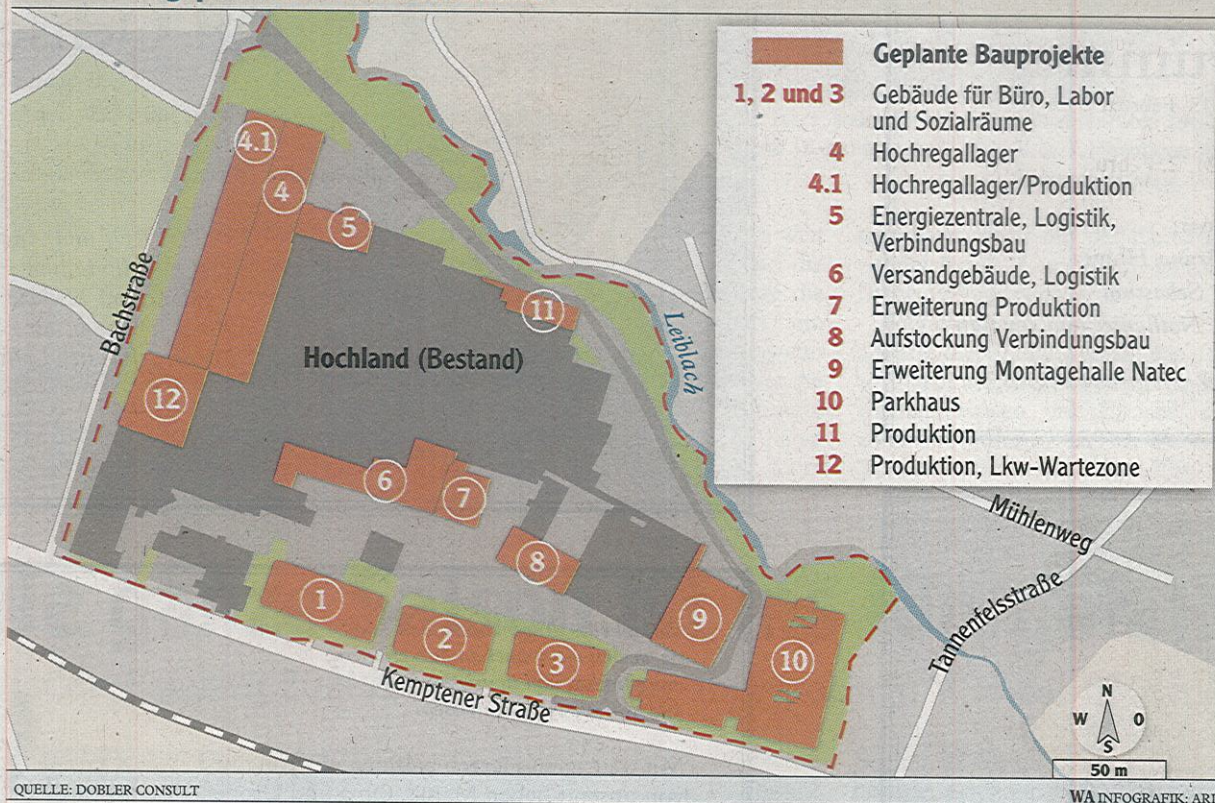 Geplante Bauprojekte
1, 2 und 3 Gebäude für Büro, Labor
und Sozialräume
4 Hochregallager
4.1 Hochregallager/Produktion
5 Energiezentrale, Logistik,
Verbindungsbau
6 Versandgebäude, Logistik
7 Erweiterung Produktion
8 Aufstockung Verbindungsbau
9 Erweiterung Montagehalle Natec
10 Parkhaus
11 Produktion
12 Produktion, Lkw-Wartezone
4.1
4
5
11
Bachstraße
Leiblach
Hochland (Bestand)
12
6
7
8
Mühlenweg
1
2
3
9
10
Tannenfelsstraße
Kemptener Straße
N
W O
S
50 m
QUELLE: DOBLER CONSULT
WA INFOGRAFIK: ARI